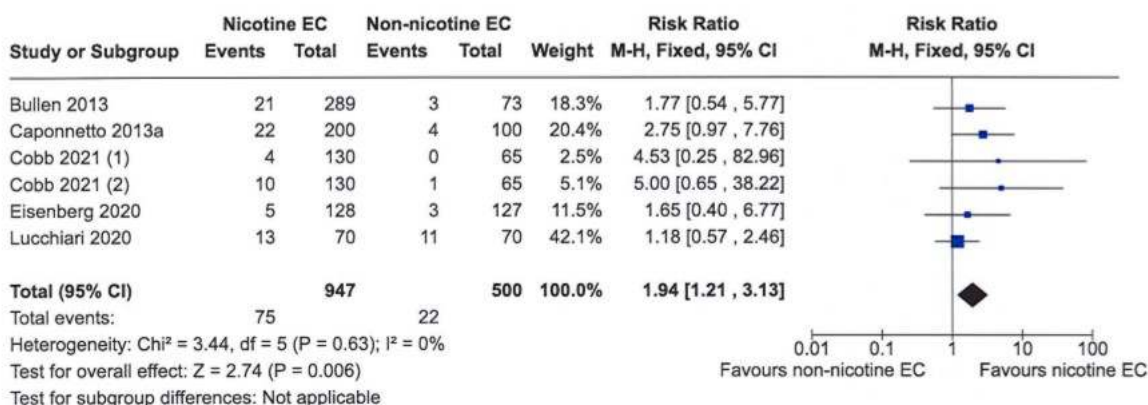 Nicotine EC Non-nicotine EC Risk Ratio Risk Ratio
Study or Subgroup Events Total Events Total Weight M-H, Fixed, 95% CI M-H, Fixed, 95% CI
Bullen 2013 21 289 3 73 18.3% 1.77 [0.54 , 5.77]
Caponnetto 2013a 22 200 4 100 20.4% 2.75 [0.97 , 7.76]
Cobb 2021 (1) 4 130 0 65 2.5% 4.53 [0.25 , 82.96]
Cobb 2021 (2) 10 130 1 65 5.1% 5.00 [0.65 , 38.22]
Eisenberg 2020 5 128 3 127 11.5% 1.65 [0.40 , 6.77]
Lucchiari 2020 13 70 11 70 42.1% 1.18 [0.57 , 2.46]
Total (95% CI) 947 500 100.0% 1.94 [1.21 , 3.13]
Total events: 75 22
Heterogeneity: Chi² = 3.44, df = 5 (P = 0.63); I² = 0% 0.01 0.1 1 10 100
Test for overall effect: Z = 2.74 (P = 0.006) Favours non-nicotine EC Favours nicotine EC
Test for subgroup differences: Not applicable